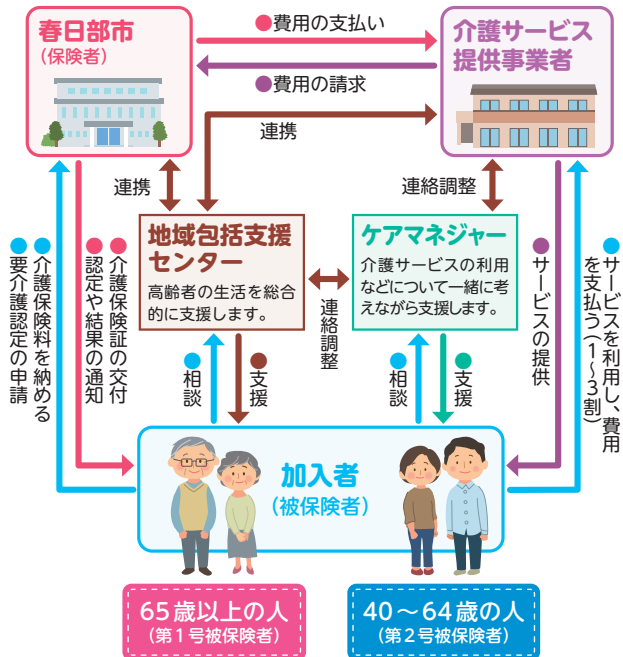 春日部市
(保険者)
●費用の支払い
●費用の請求
介護サービス
提供事業者
連携
連携
連絡調整
地域包括支援
センター
高齢者の生活を総合
的に支援します。
ケアマネジャー
介護サービスの利用
などについて一緒に考
えながら支援します。
連絡調整
●介護保険料を納める
●要介護認定の申請
●介護保険証の交付
●認定や結果の通知
●相談
●支援
●相談
●支援
●サービスの提供
●サービスを利用し、費用
を支払う(1〜3割)
加入者
(被保険者)
65歳以上の人
(第1号被保険者)
40〜64歳の人
(第2号被保険者)